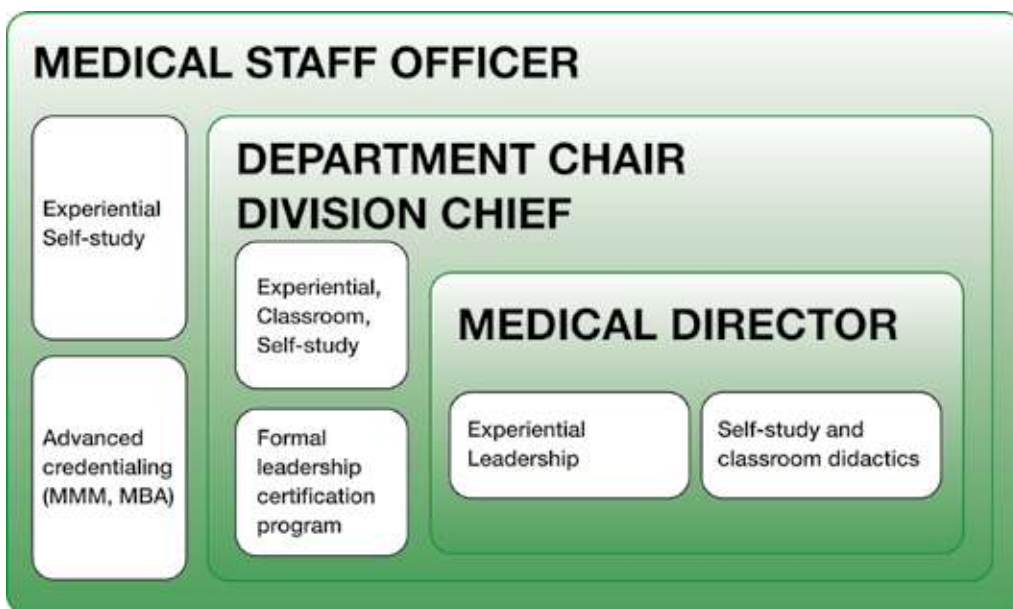 MEDICAL STAFF OFFICER
Experiential
Self-study
Advanced
credentialing
(MMM, MBA)
DEPARTMENT CHAIR
DIVISION CHIEF
Experiential,
Classroom,
Self-study
Formal
leadership
certification
program
MEDICAL DIRECTOR
Experiential
Leadership
Self-study and
classroom didactics